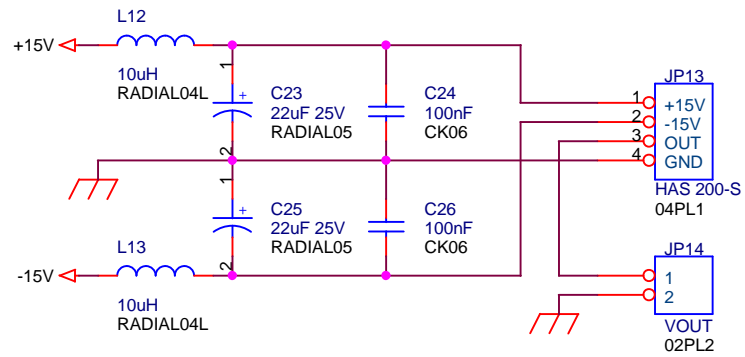 L12
+15V
10uH
RADIAL04L
1
+
C23
22uF 25V
RADIAL05
2
C24
100nF
CK06
JP13
1 +15V
2 -15V
3 OUT
4 GND
HAS 200-S
04PL1
1
+
C25
22uF 25V
RADIAL05
2
C26
100nF
CK06
L13
-15V
10uH
RADIAL04L
JP14
1
2
VOUT
02PL2